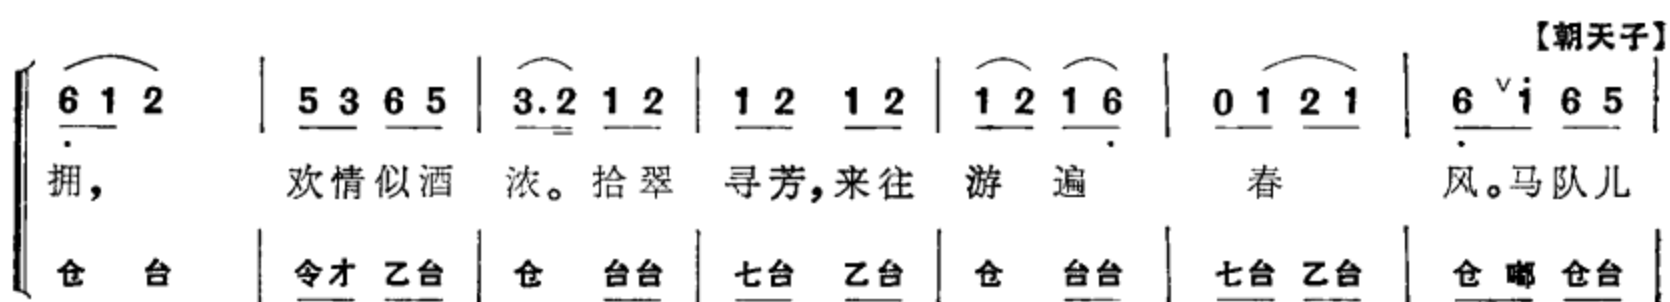 【朝天子】
6 1 2 | 5 3 6 5 | 3.2 1 2 | 1 2 1 2 | 1 2 1 6 | 0 1 2 1 | 6 ∨ i 6 5 |
拥， 欢情似酒 浓。拾翠 寻芳，来往 游 遍 春 风。马队儿
仓 台 | 令才 乙台 | 仓 台台 | 七台 乙台 | 仓 台台 | 七台 乙台 | 仓 嘟 仓台 |